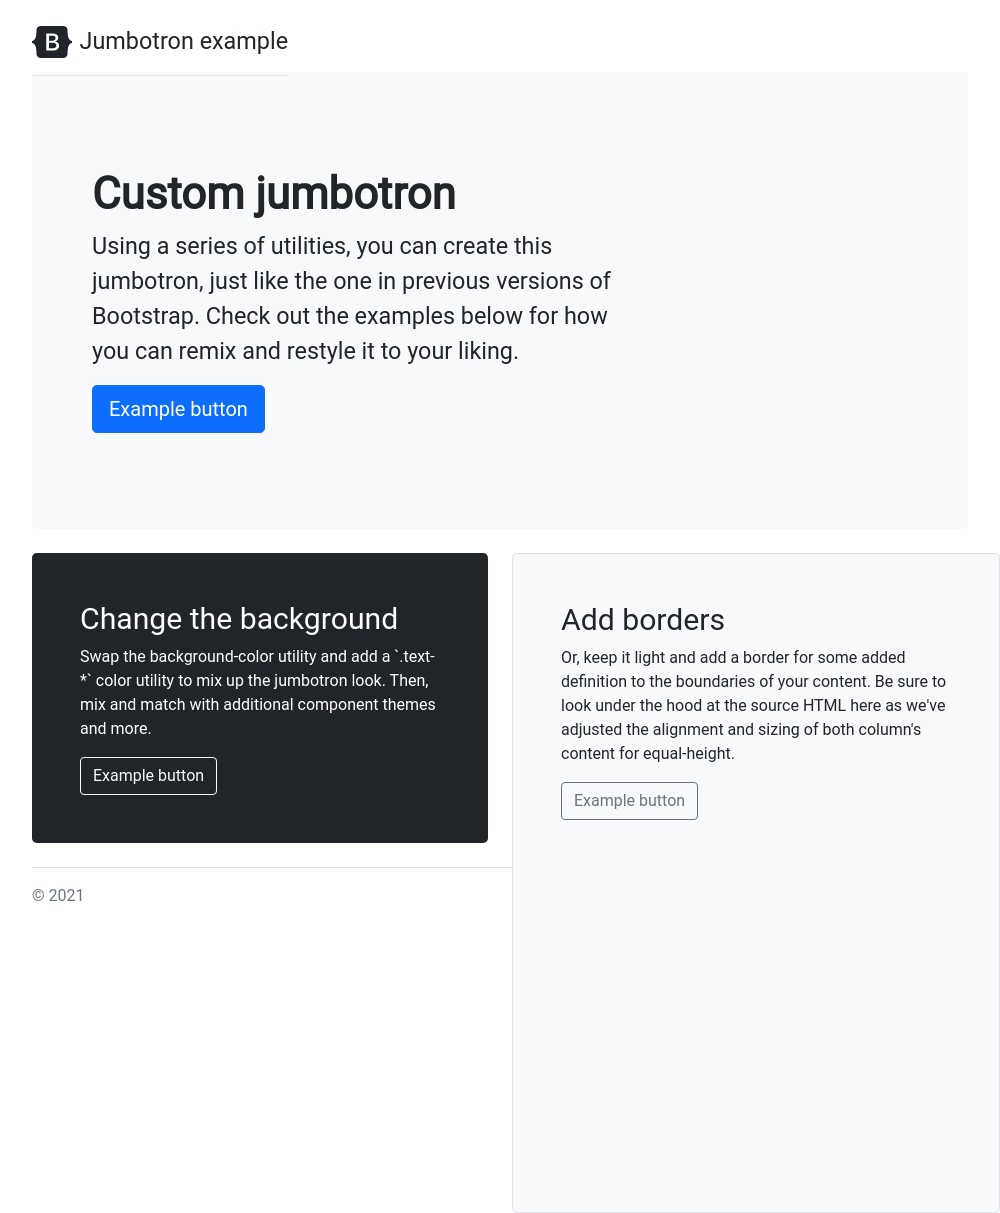 B Jumbotron example
Custom jumbotron
Using a series of utilities, you can create this
jumbotron, just like the one in previous versions of
Bootstrap. Check out the examples below for how
you can remix and restyle it to your liking.
Example button
Change the background
Swap the background-color utility and add a `.text-
*` color utility to mix up the jumbotron look. Then,
mix and match with additional component themes
and more.
Example button
Add borders
Or, keep it light and add a border for some added
definition to the boundaries of your content. Be sure to
look under the hood at the source HTML here as we've
adjusted the alignment and sizing of both column's
content for equal-height.
Example button
© 2021